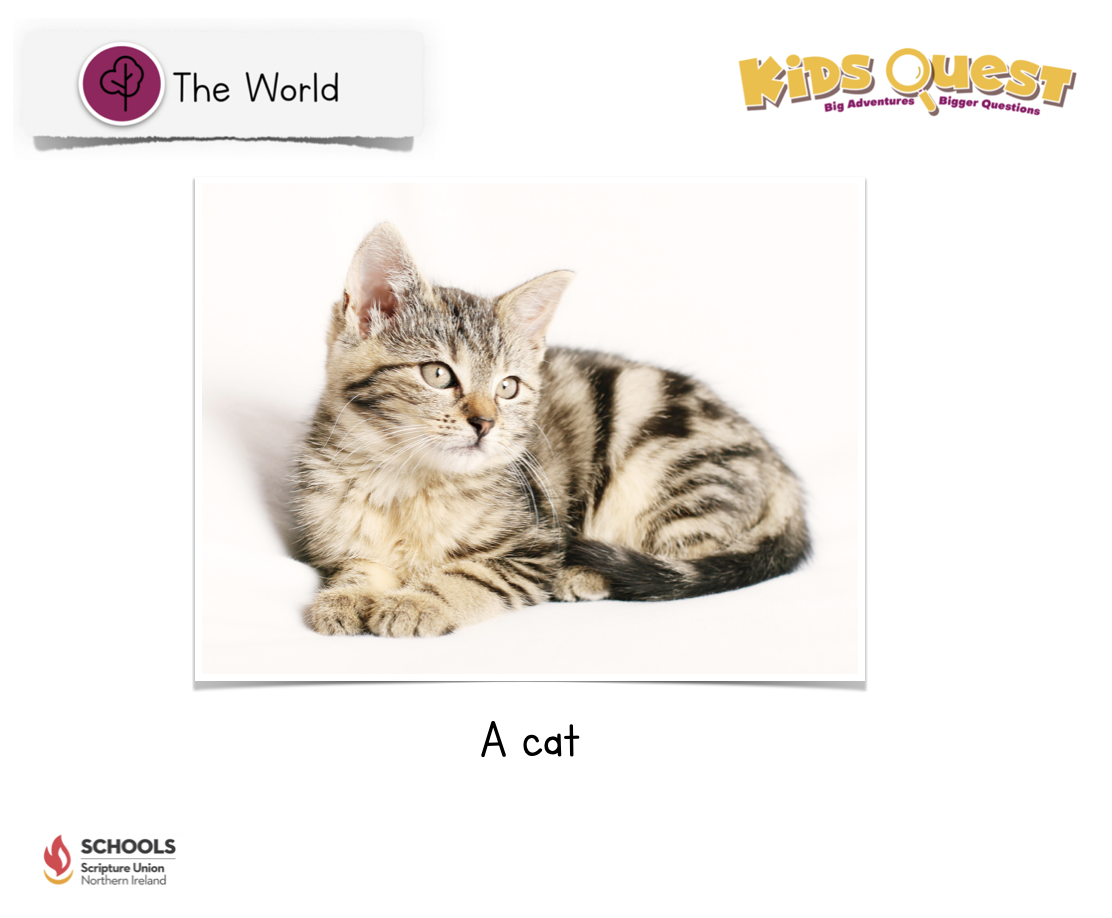 The World
KiDS QUEST
Big Adventures Bigger Questions
A cat
SCHOOLS
Scripture Union
Northern Ireland